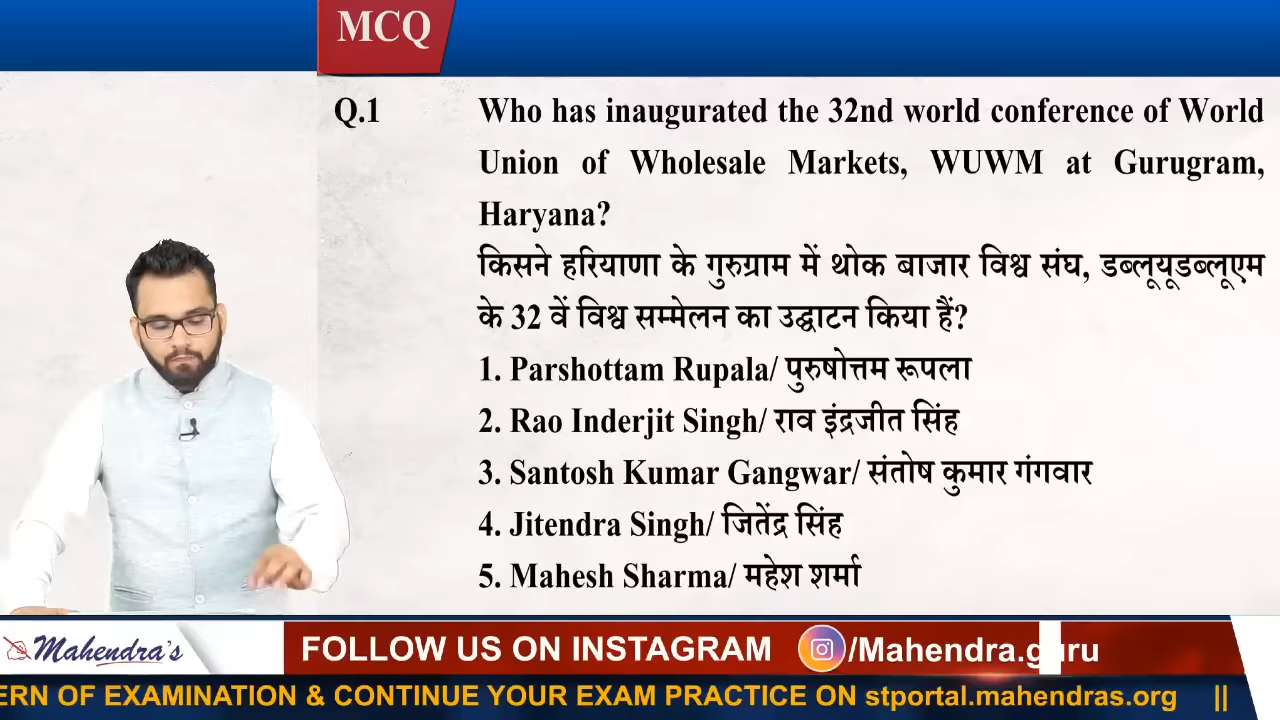 MCQ
Q.1 Who has inaugurated the 32nd world conference of World
Union of Wholesale Markets, WUWM at Gurugram,
Haryana?
किसने हरियाणा के गुरुग्राम में थोक बाजार विश्व संघ, डब्लूयूडब्लूएम
के 32 वें विश्व सम्मेलन का उद्घाटन किया हैं?
1. Parshottam Rupala/ पुरुषोत्तम रूपला
2. Rao Inderjit Singh/ राव इंद्रजीत सिंह
3. Santosh Kumar Gangwar/ संतोष कुमार गंगवार
4. Jitendra Singh/ जितेंद्र सिंह
5. Mahesh Sharma/ महेश शर्मा
Mahendra's FOLLOW US ON INSTAGRAM /Mahendra.guru
ERN OF EXAMINATION & CONTINUE YOUR EXAM PRACTICE ON stportal.mahendras.org ||